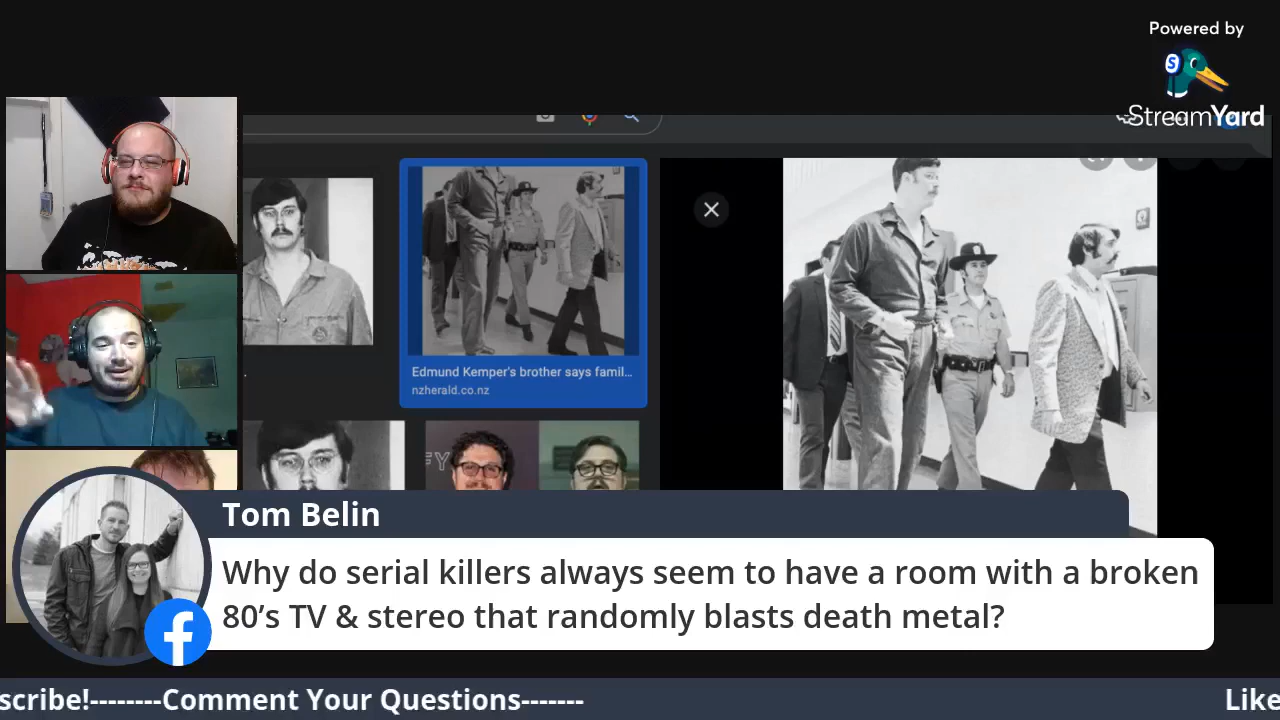 Powered by
S
StreamYard
Edmund Kemper's brother says famil...
nzherald.co.nz
FY
Tom Belin
Why do serial killers always seem to have a room with a broken
80's TV & stereo that randomly blasts death metal?
scribe!--------Comment Your Questions-------
Like